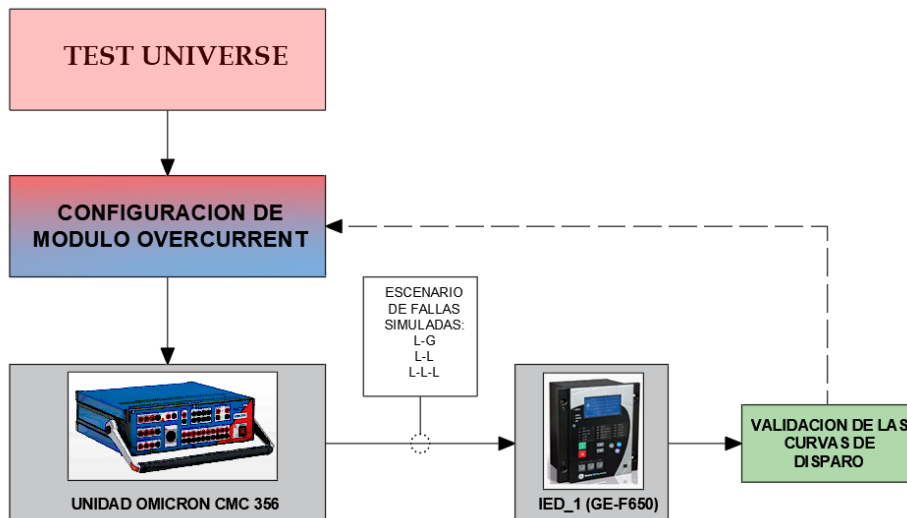 TEST UNIVERSE
CONFIGURACION DE
MODULO OVERCURRENT
ESCENARIO
DE FALLAS
SIMULADAS:
L-G
L-L
L-L-L
UNIDAD OMICRON CMC 356
IED_1 (GE-F650)
VALIDACION DE LAS
CURVAS DE
DISPARO